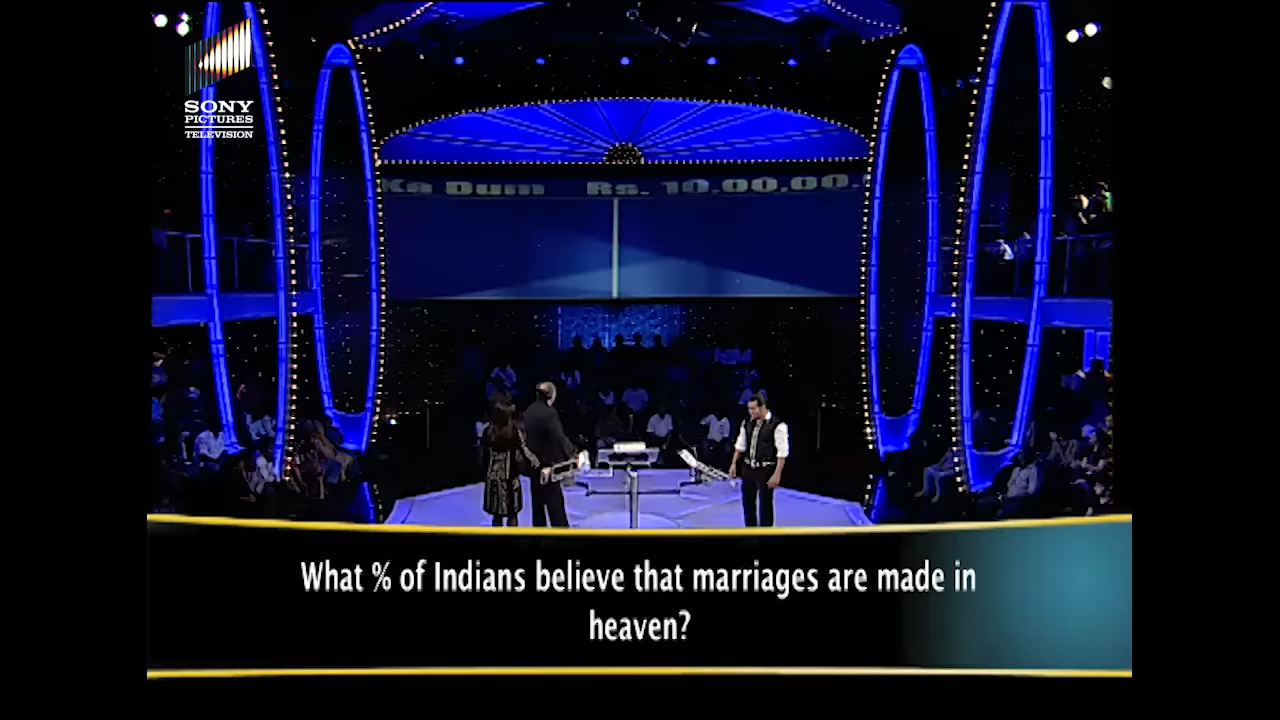 SONY
PICTURES
TELEVISION
Ka Dum Rs. 10,00,00.
What % of Indians believe that marriages are made in
heaven?